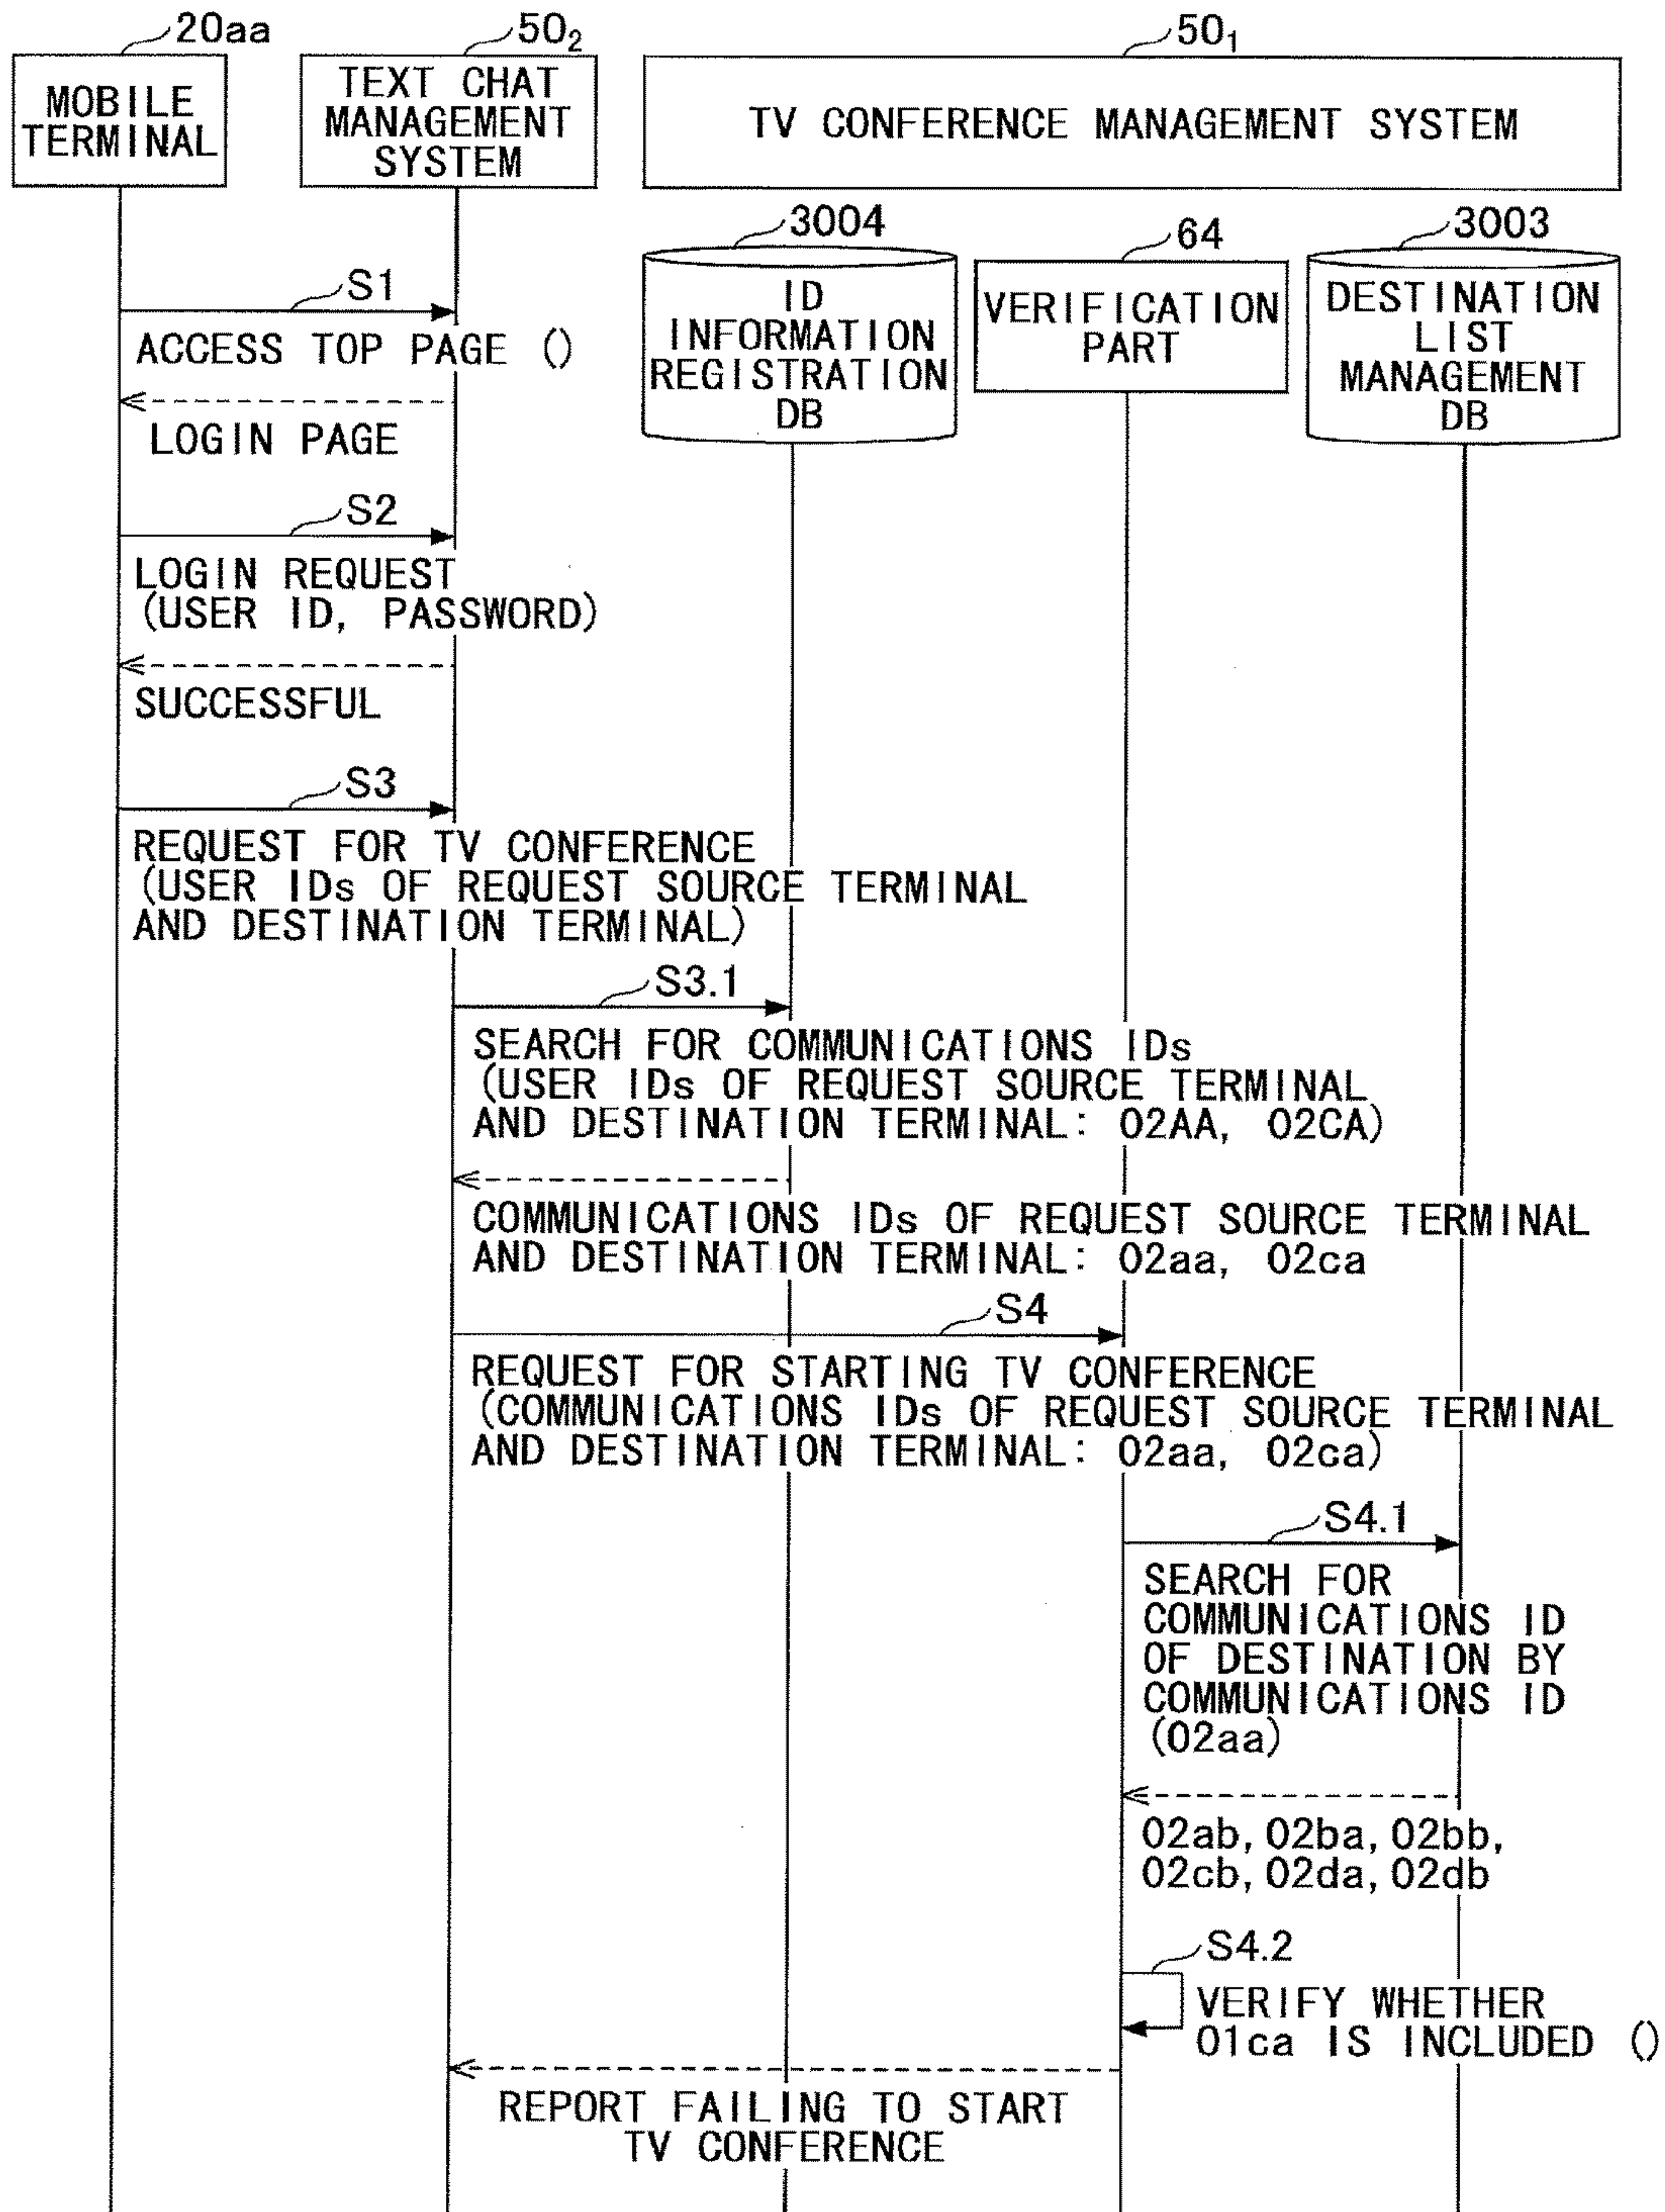 20aa
50₂
50₁
MOBILE
TERMINAL
TEXT CHAT
MANAGEMENT
SYSTEM
TV CONFERENCE MANAGEMENT SYSTEM
3004
64
3003
ID
INFORMATION
REGISTRATION
DB
VERIFICATION
PART
DESTINATION
LIST
MANAGEMENT
DB
S1
ACCESS TOP PAGE ()
LOGIN PAGE
S2
LOGIN REQUEST
(USER ID, PASSWORD)
SUCCESSFUL
S3
REQUEST FOR TV CONFERENCE
(USER IDs OF REQUEST SOURCE TERMINAL
AND DESTINATION TERMINAL)
S3.1
SEARCH FOR COMMUNICATIONS IDs
(USER IDs OF REQUEST SOURCE TERMINAL
AND DESTINATION TERMINAL: 02AA, 02CA)
COMMUNICATIONS IDs OF REQUEST SOURCE TERMINAL
AND DESTINATION TERMINAL: 02aa, 02ca
S4
REQUEST FOR STARTING TV CONFERENCE
(COMMUNICATIONS IDs OF REQUEST SOURCE TERMINAL
AND DESTINATION TERMINAL: 02aa, 02ca)
S4.1
SEARCH FOR
COMMUNICATIONS ID
OF DESTINATION BY
COMMUNICATIONS ID
(02aa)
02ab, 02ba, 02bb,
02cb, 02da, 02db
S4.2
VERIFY WHETHER
01ca IS INCLUDED ()
REPORT FAILING TO START
TV CONFERENCE